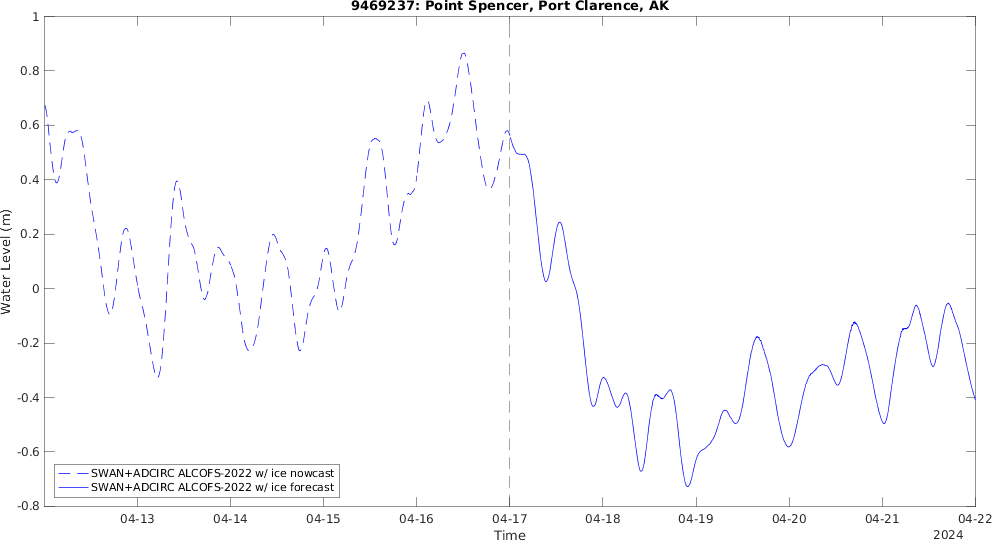 9469237: Point Spencer, Port Clarence, AK
1
0.8
0.6
0.4
0.2
0
-0.2
-0.4
-0.6
-0.8
Water Level (m)
SWAN+ADCIRC ALCOFS-2022 w/ ice nowcast
SWAN+ADCIRC ALCOFS-2022 w/ ice forecast
04-13 04-14 04-15 04-16 04-17 04-18 04-19 04-20 04-21 04-22
Time
2024